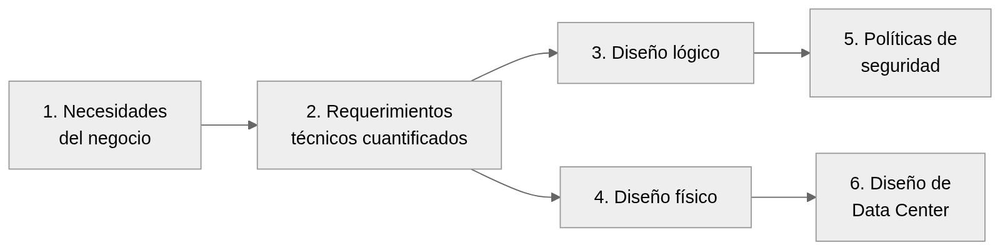 1. Necesidades
del negocio
2. Requerimientos
técnicos cuantificados
3. Diseño lógico
4. Diseño físico
5. Políticas de
seguridad
6. Diseño de
Data Center